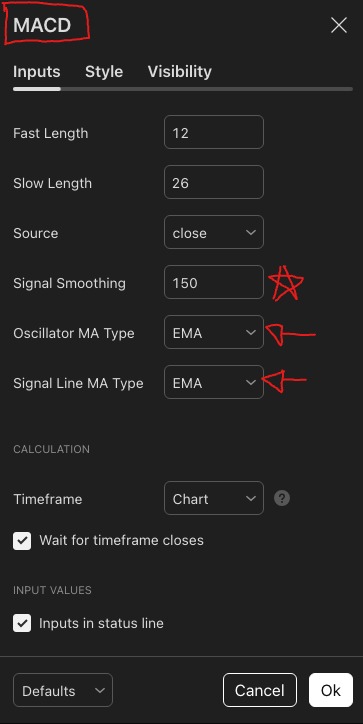 MACD
Inputs Style Visibility
Fast Length 12
Slow Length 26
Source close
Signal Smoothing 150
Oscillator MA Type EMA
Signal Line MA Type EMA
CALCULATION
Timeframe Chart ?
Wait for timeframe closes
INPUT VALUES
Inputs in status line
Defaults Cancel Ok